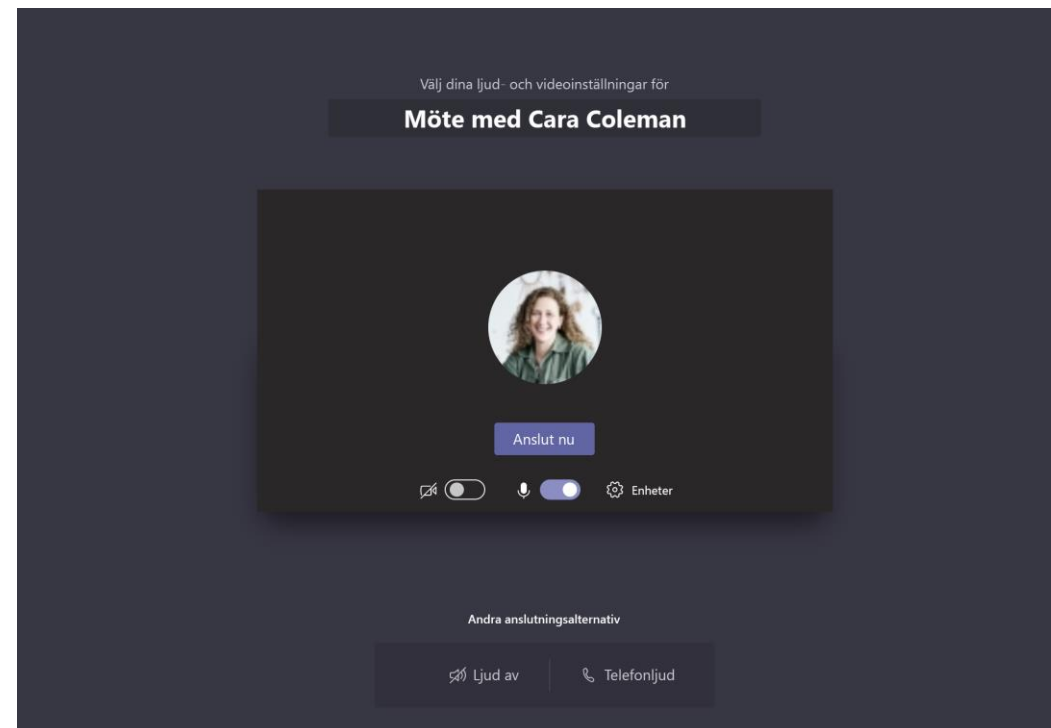 Välj dina ljud- och videoinställningar för
Möte med Cara Coleman
Anslut nu
Enheter
Andra anslutningsalternativ
Ljud av
Telefonljud